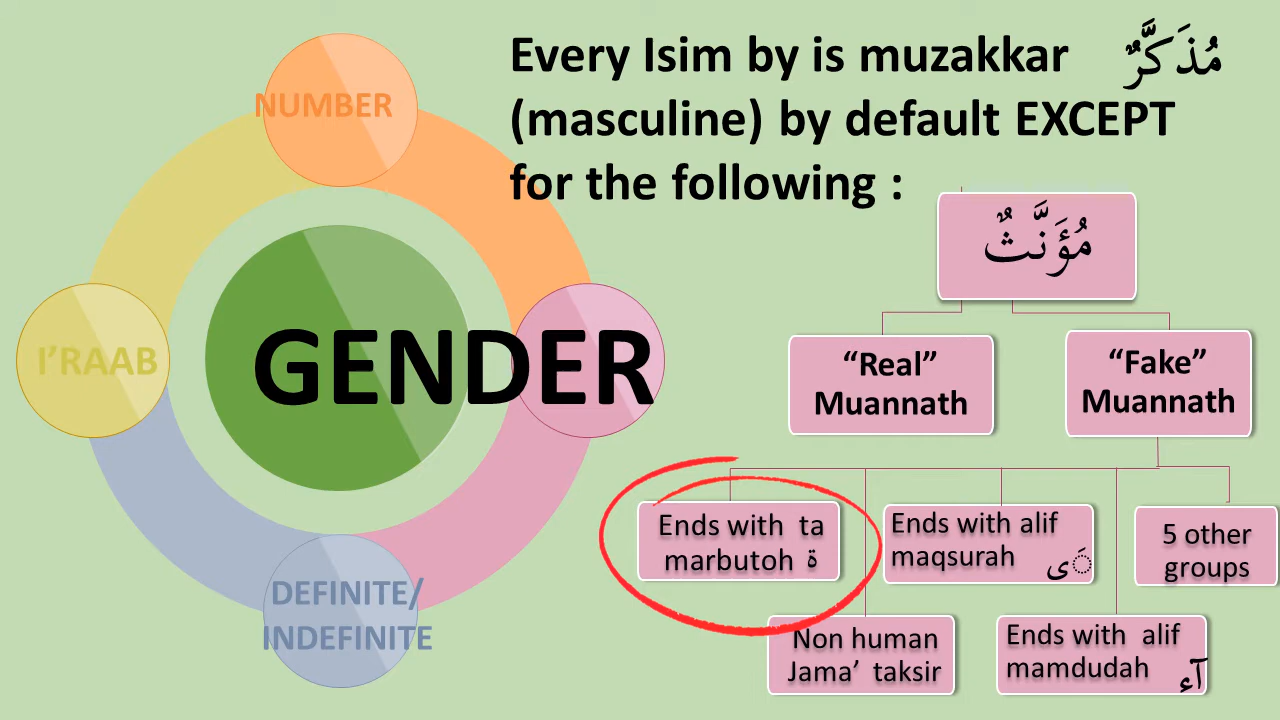 Every Isim by is muzakkar مُذَكَّرٌ
(masculine) by default EXCEPT
for the following :
NUMBER
I’RAAB
GENDER
DEFINITE/
INDEFINITE
مُؤَنَّثٌ
“Real”
Muannath
“Fake”
Muannath
Ends with ta
marbutoh ة
Ends with alif
maqsurah َى
5 other
groups
Non human
Jama’ taksir
Ends with alif
mamdudah آء